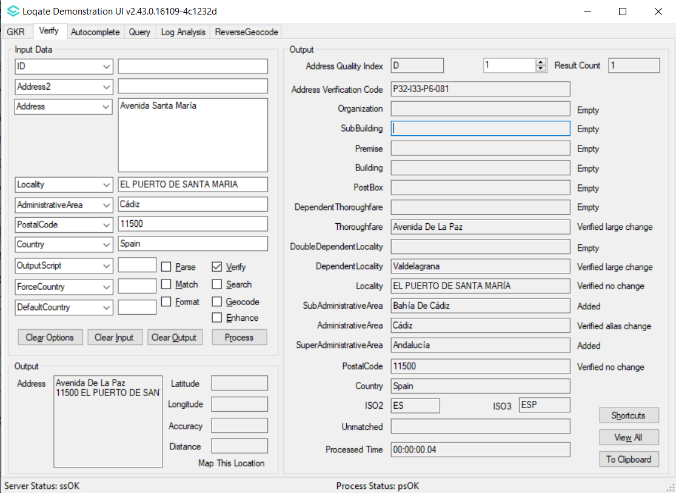 Loqate Demonstration UI v2.43.0.16109-4c1232d
GKR Verify Autocomplete Query Log Analysis ReverseGeocode
Input Data
ID
Address2
Address Avenida Santa María
Locality EL PUERTO DE SANTA MARIA
AdministrativeArea Cádiz
PostalCode 11500
Country Spain
OutputScript Parse Verify
ForceCountry Match Search
DefaultCountry Format Geocode
Enhance
Clear Options Clear Input Clear Output Process
Output
Address Avenida De La Paz
11500 EL PUERTO DE SAN
Latitude
Longitude
Accuracy
Distance
Map This Location
Output
Address Quality Index D 1 Result Count 1
Address Verification Code P32-I33-P6-081
Organization Empty
SubBuilding Empty
Premise Empty
Building Empty
PostBox Empty
DependentThoroughfare Empty
Thoroughfare Avenida De La Paz Verified large change
DoubleDependentLocality Empty
DependentLocality Valdelagrana Verified large change
Locality EL PUERTO DE SANTA MARÍA Verified no change
SubAdministrativeArea Bahía De Cádiz Added
AdministrativeArea Cádiz Verified alias change
SuperAdministrativeArea Andalucía Added
PostalCode 11500 Verified no change
Country Spain
ISO2 ES ISO3 ESP
Unmatched
Processed Time 00:00:00.04
Shortcuts
View All
To Clipboard
Server Status: ssOK Process Status: psOK